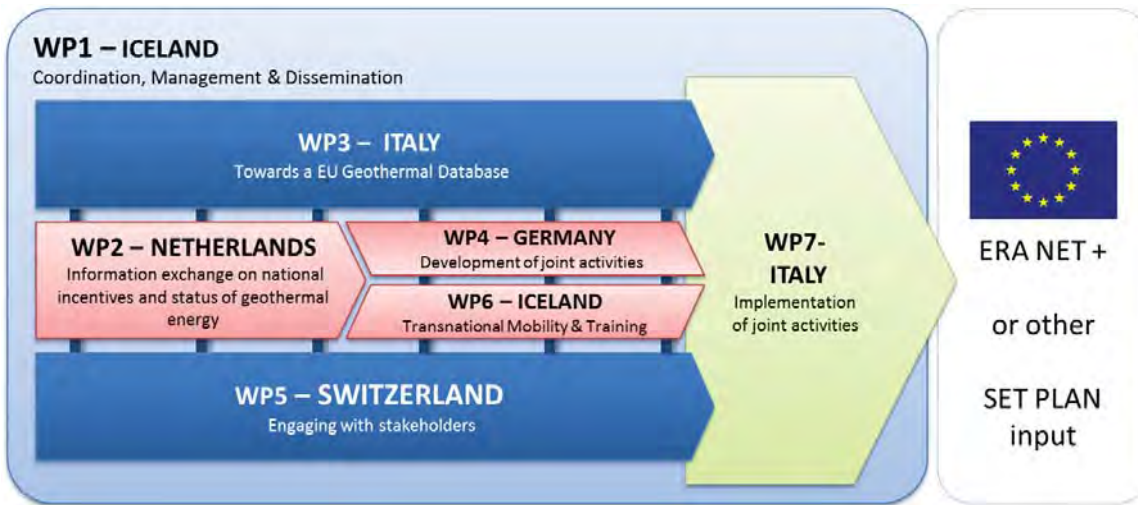 WP1 – ICELAND
Coordination, Management & Dissemination
WP3 – ITALY
Towards a EU Geothermal Database
WP2 – NETHERLANDS
Information exchange on national
incentives and status of geothermal
energy
WP4 – GERMANY
Development of joint activities
WP6 – ICELAND
Transnational Mobility & Training
WP5 – SWITZERLAND
Engaging with stakeholders
WP7-
ITALY
Implementation
of joint activities
ERA NET +
or other
SET PLAN
input